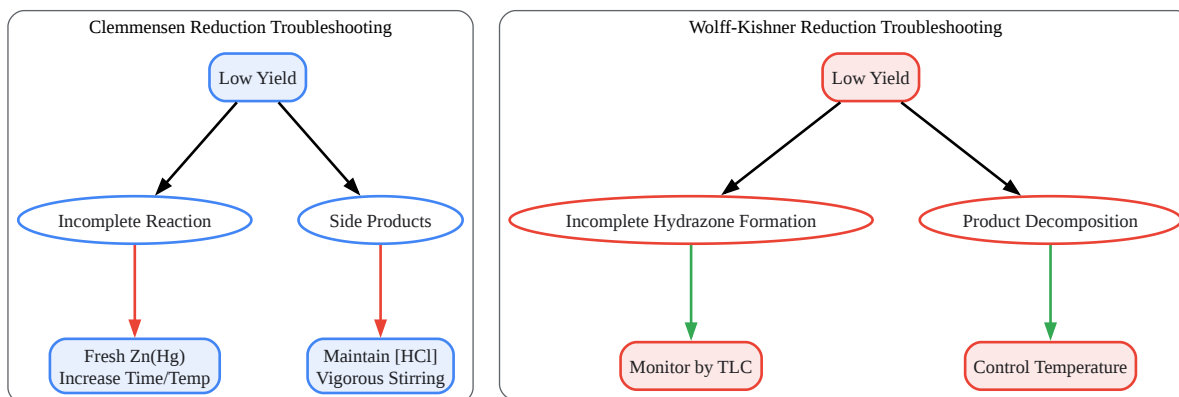 Clemmensen Reduction Troubleshooting
Low Yield
Incomplete Reaction
Side Products
Fresh Zn(Hg)
Increase Time/Temp
Maintain [HCl]
Vigorous Stirring
Wolff-Kishner Reduction Troubleshooting
Low Yield
Incomplete Hydrazone Formation
Product Decomposition
Monitor by TLC
Control Temperature